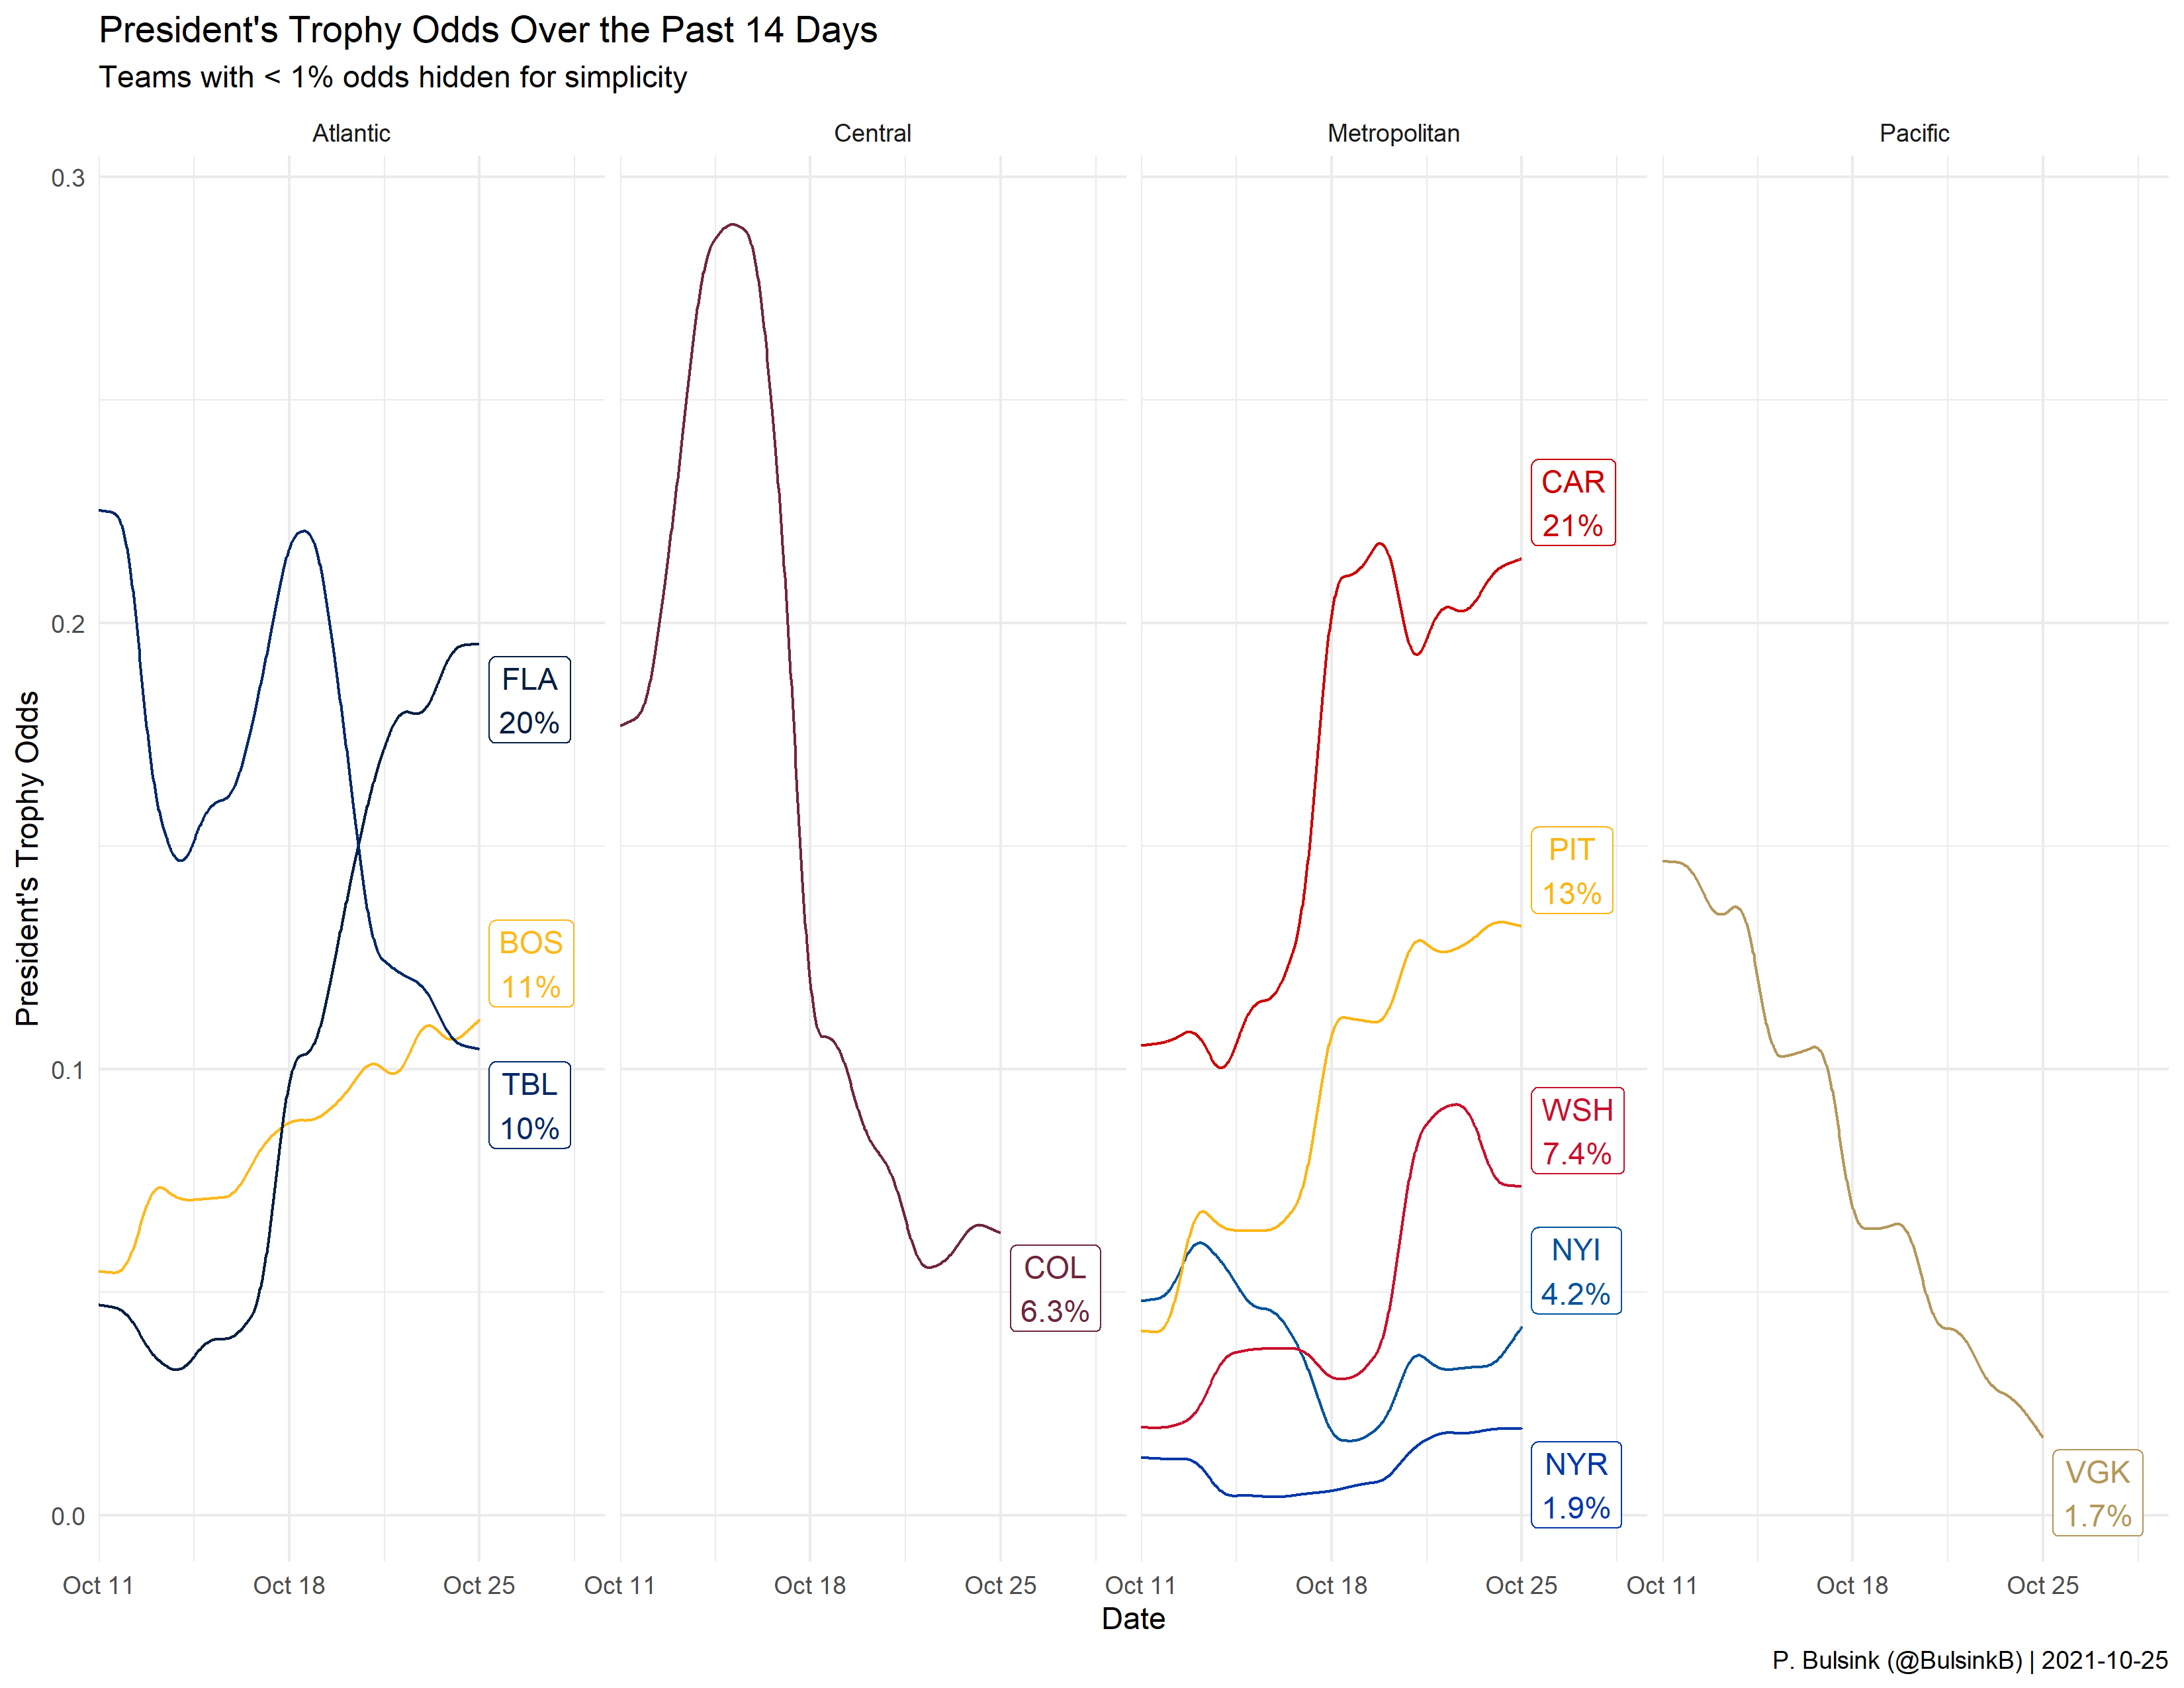 President's Trophy Odds Over the Past 14 Days
Teams with < 1% odds hidden for simplicity
Atlantic
Central
Metropolitan
Pacific
President's Trophy Odds
0.3
0.2
0.1
0.0
FLA
20%
BOS
11%
TBL
10%
COL
6.3%
CAR
21%
PIT
13%
WSH
7.4%
NYI
4.2%
NYR
1.9%
VGK
1.7%
Oct 11 Oct 18 Oct 25 Oct 11 Oct 18 Oct 25 Oct 11 Oct 18 Oct 25 Oct 11 Oct 18 Oct 25
Date
P. Bulsink (@BulsinkB) | 2021-10-25